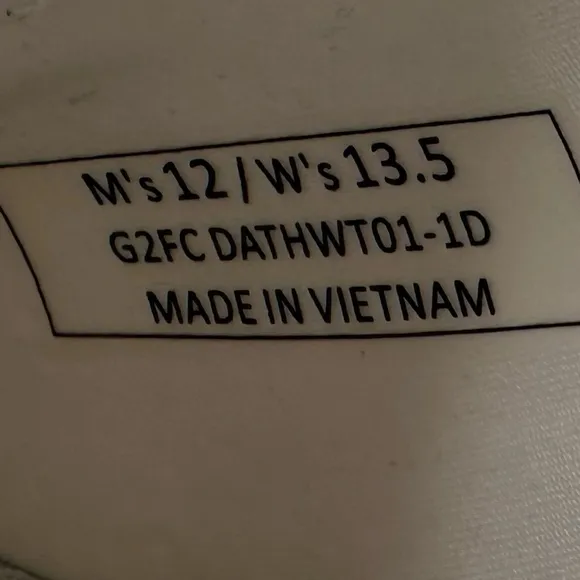 M's 12 / W's 13.5
G2FC DATHWT01-1D
MADE IN VIETNAM